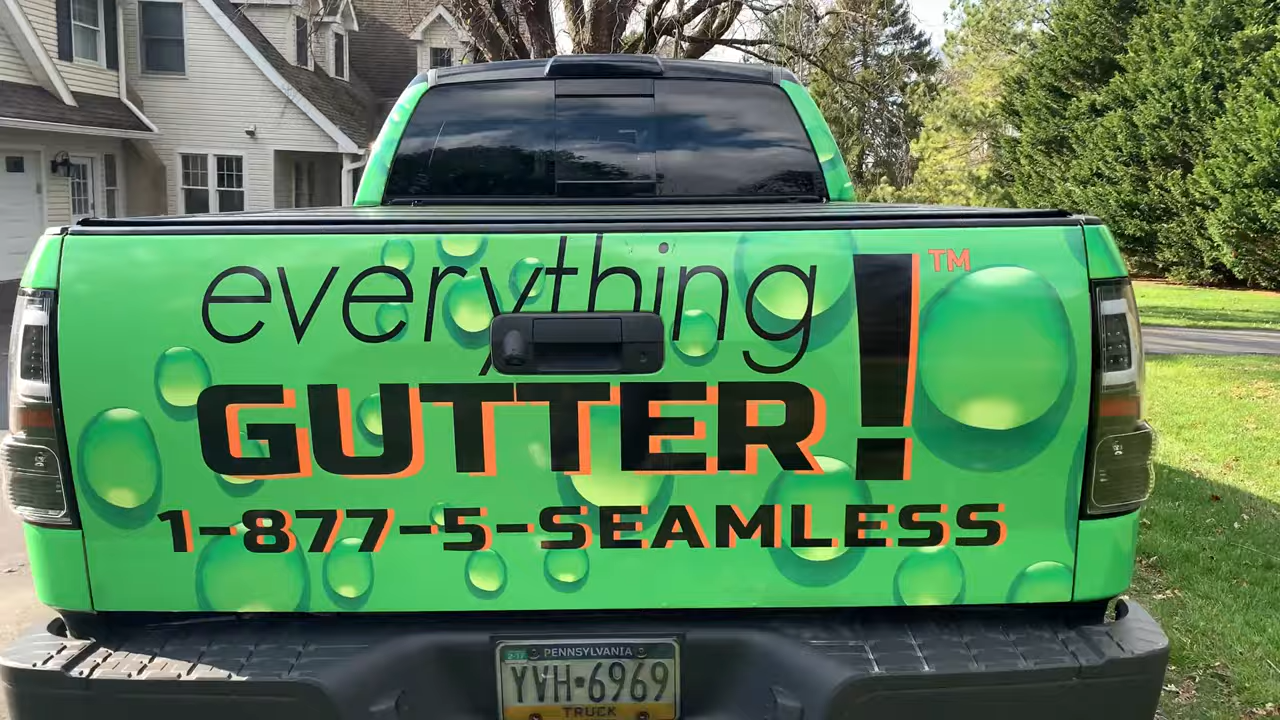 everything
GUTTER! ™
1-877-5-SEAMLESS
PENNSYLVANIA
YVH-6969
TRUCK